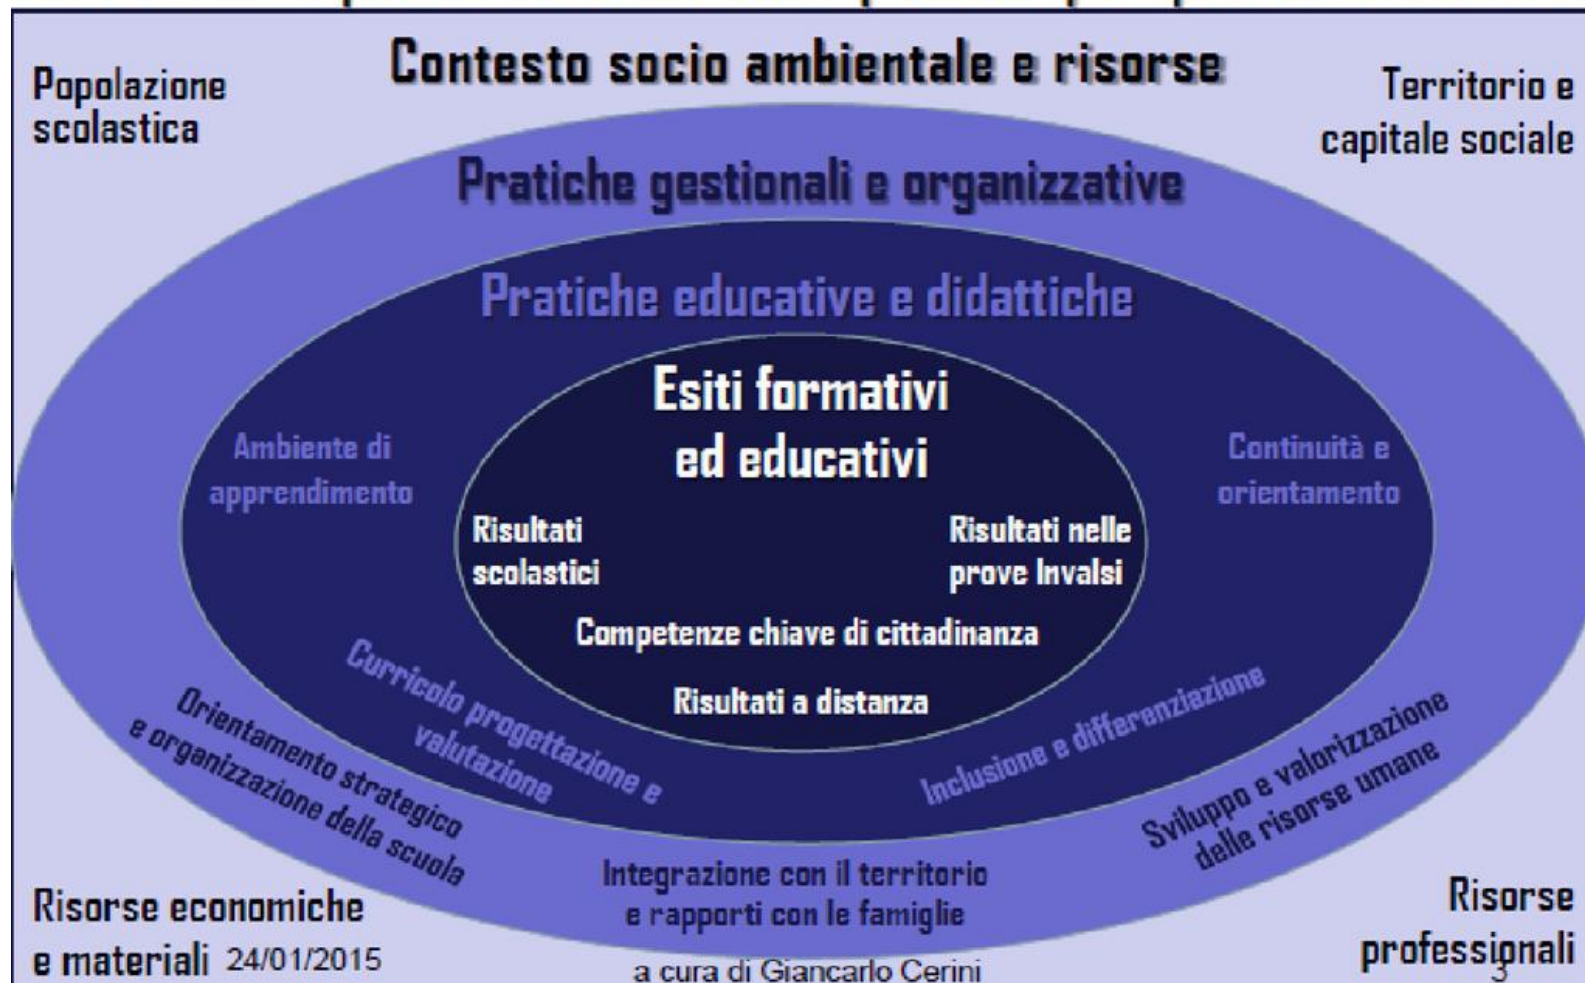 Contesto socio ambientale e risorse
Popolazione
scolastica
Territorio e
capitale sociale
Pratiche gestionali e organizzative
Pratiche educative e didattiche
Esiti formativi
ed educativi
Ambiente di
apprendimento
Continuità e
orientamento
Risultati
scolastici
Risultati nelle
prove Invalsi
Competenze chiave di cittadinanza
Risultati a distanza
Curricolo progettazione e
valutazione
Inclusione e differenziazione
Orientamento strategico
e organizzazione della scuola
Sviluppo e valorizzazione
delle risorse umane
Integrazione con il territorio
e rapporti con le famiglie
Risorse economiche
e materiali
24/01/2015
a cura di Giancarlo Cerini
Risorse
professionali
3